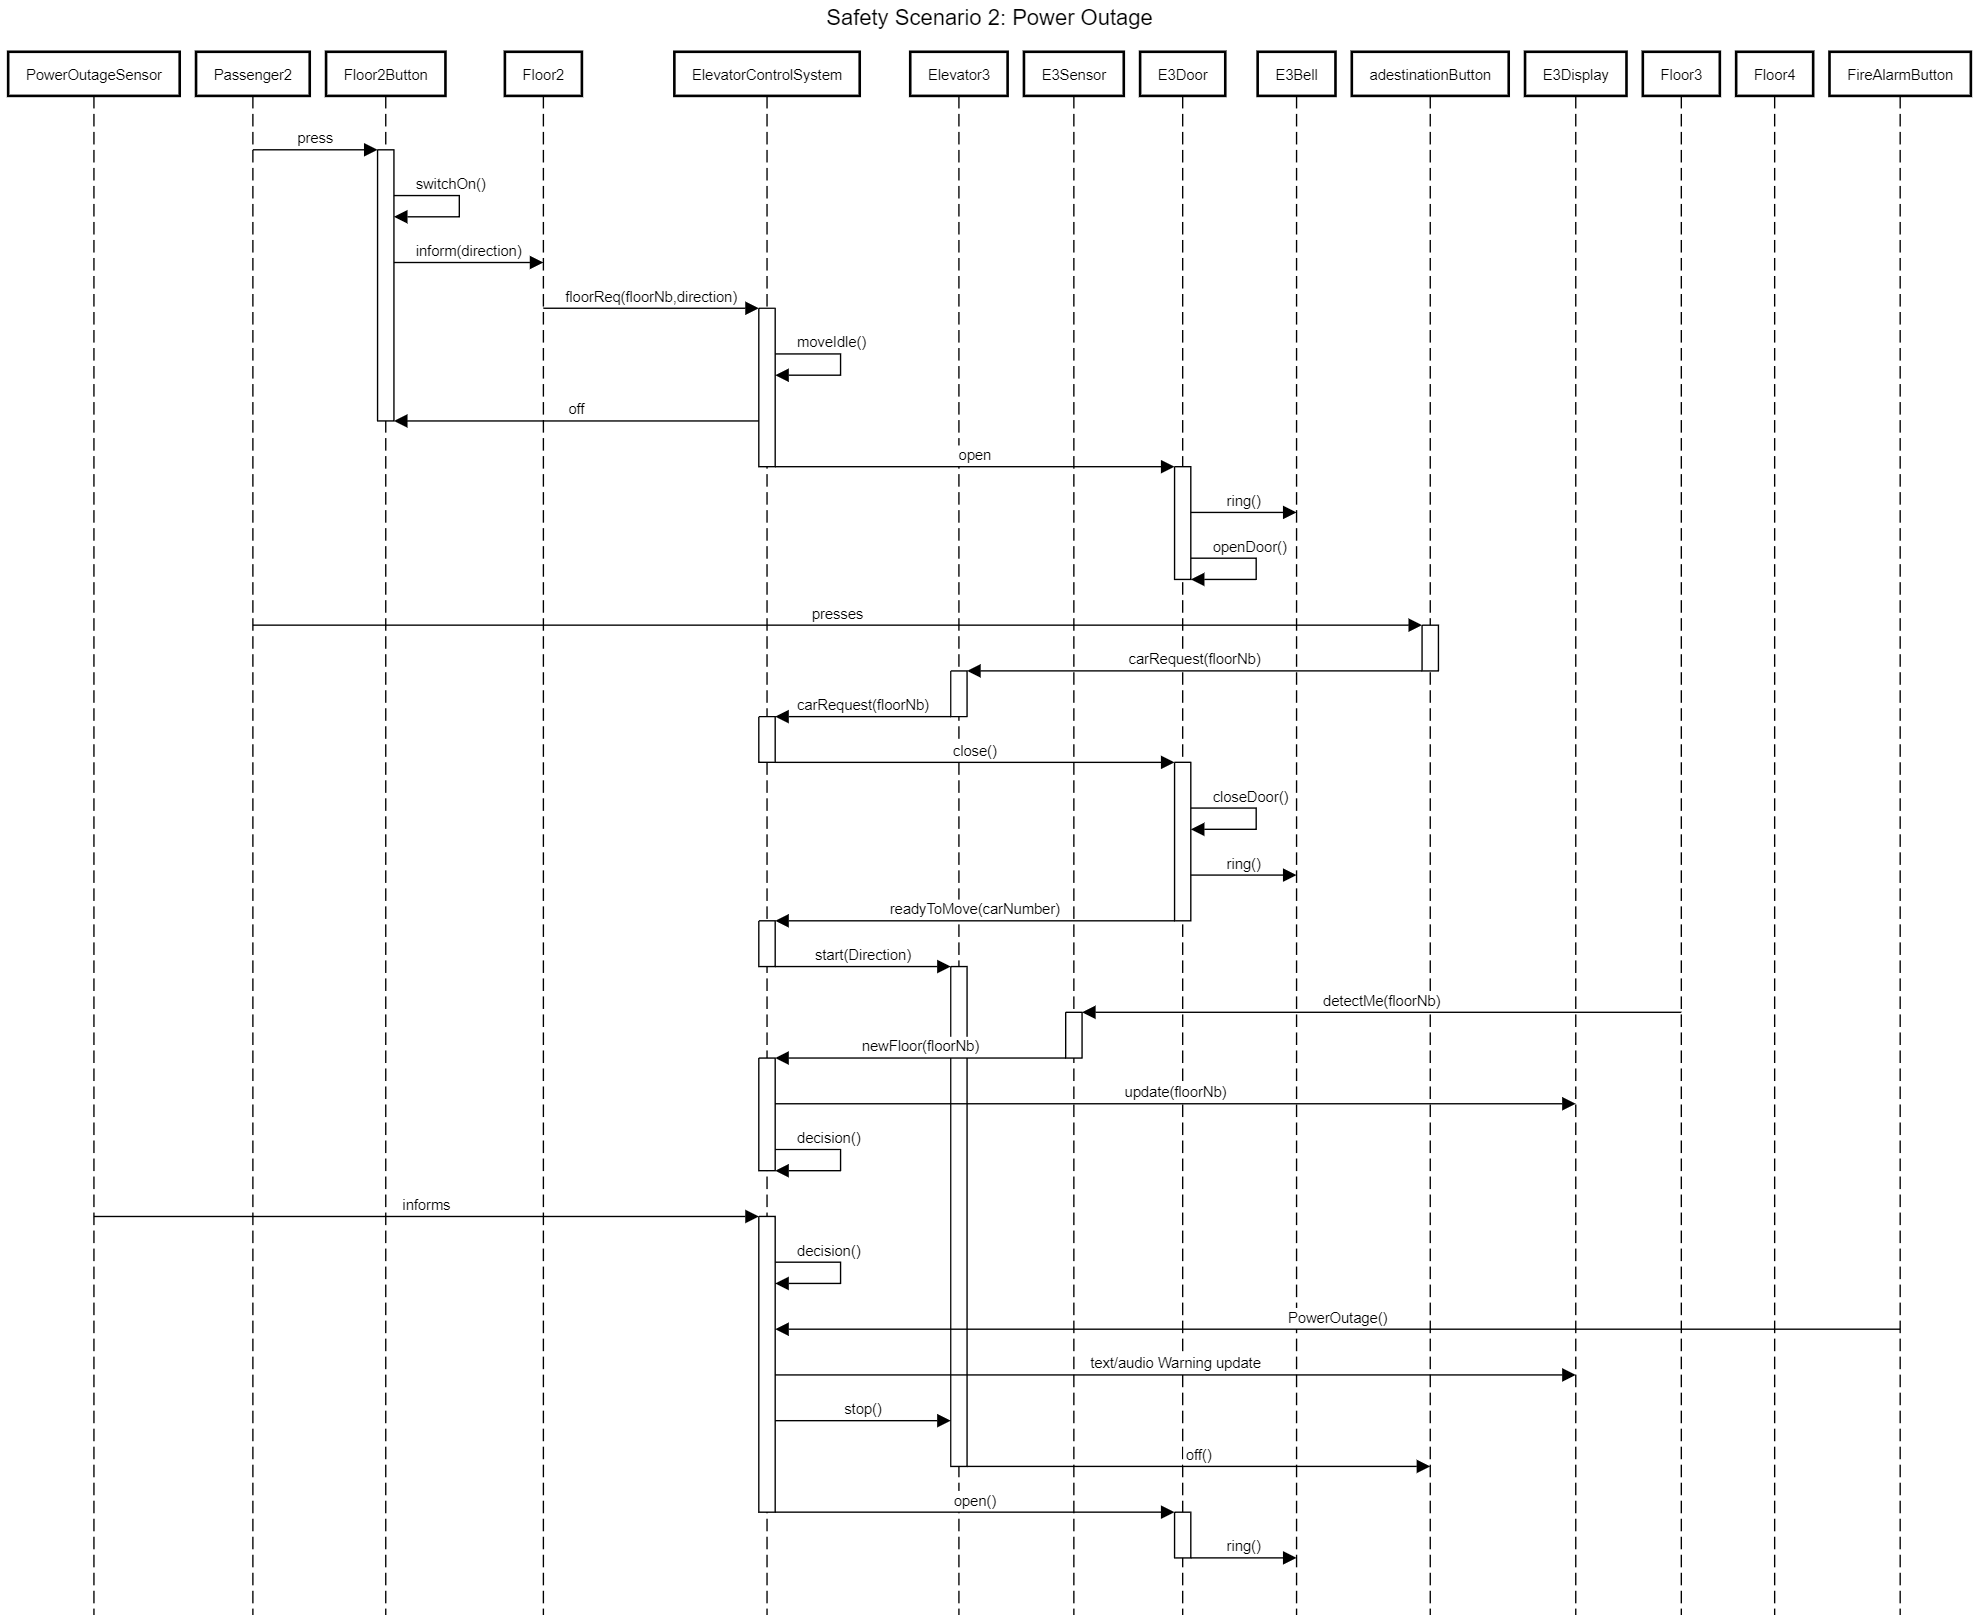 Safety Scenario 2: Power Outage
PowerOutageSensor
Passenger2
Floor2Button
Floor2
ElevatorControlSystem
Elevator3
E3Sensor
E3Door
E3Bell
adestinationButton
E3Display
Floor3
Floor4
FireAlarmButton
press
switchOn()
inform(direction)
floorReq(floorNb,direction)
moveIdle()
off
open
ring()
openDoor()
presses
carRequest(floorNb)
carRequest(floorNb)
close()
closeDoor()
ring()
readyToMove(carNumber)
start(Direction)
detectMe(floorNb)
newFloor(floorNb)
update(floorNb)
decision()
informs
decision()
PowerOutage()
text/audio Warning update
stop()
off()
open()
ring()